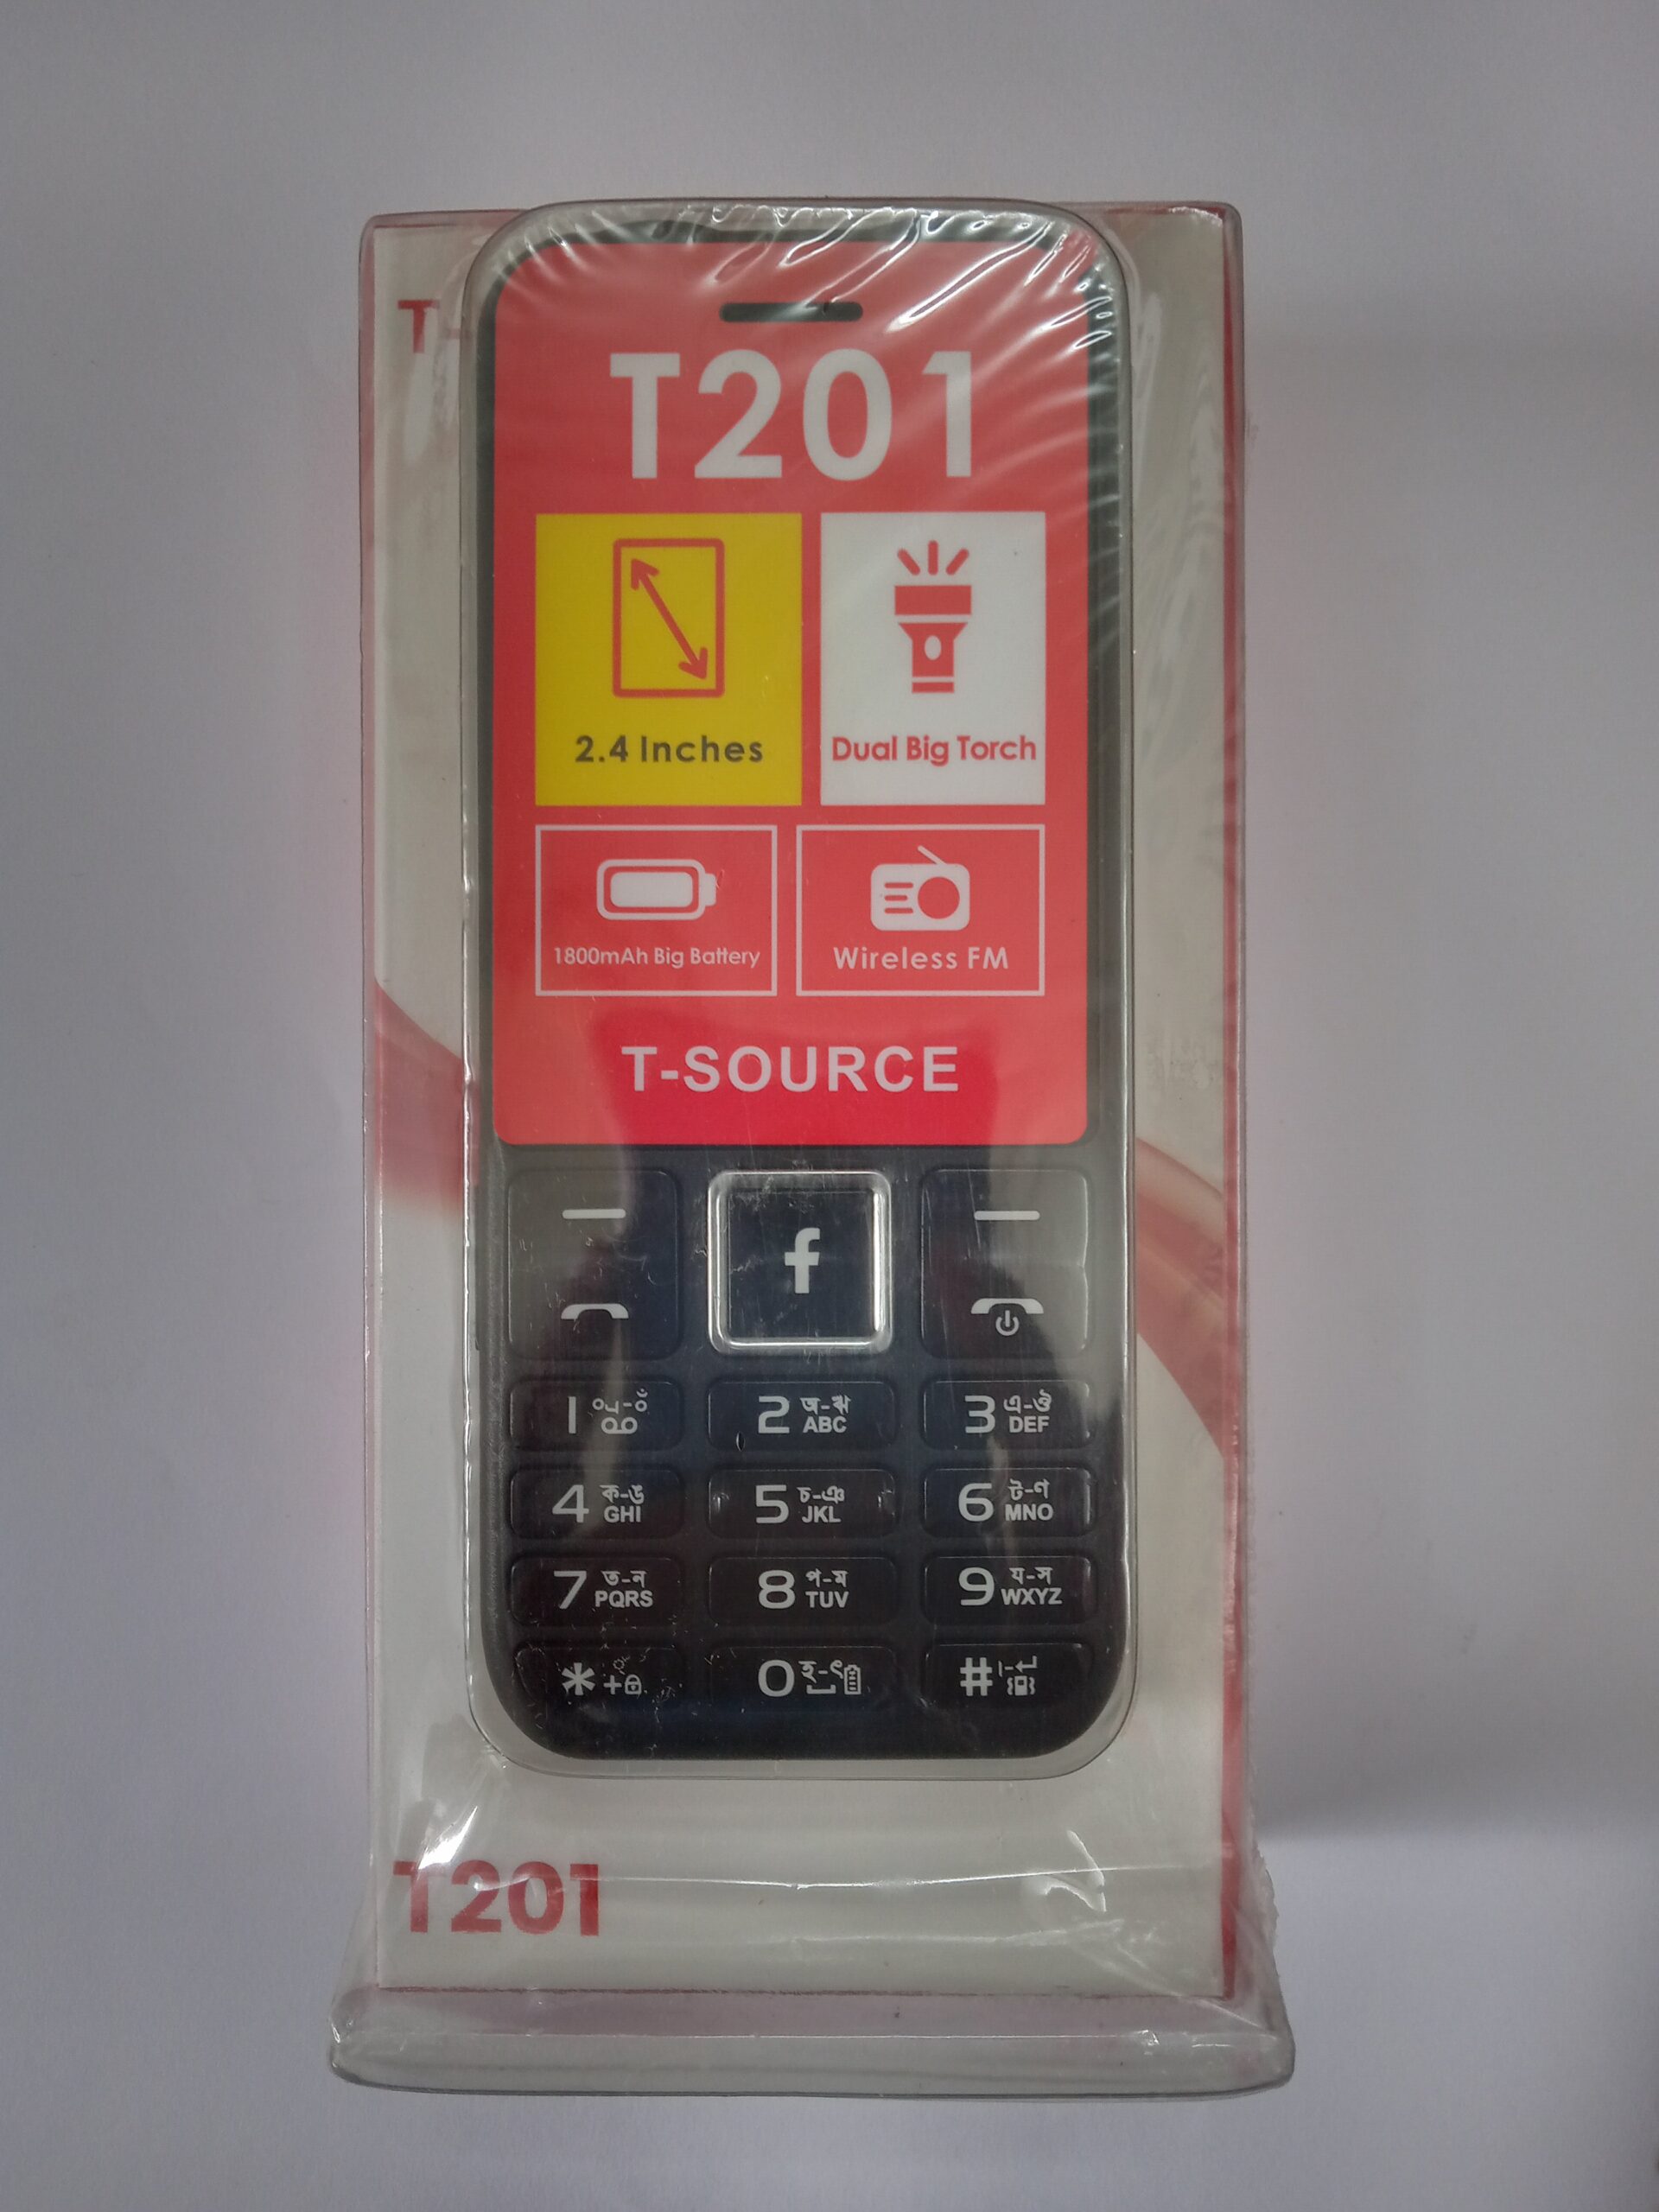 T-
T201
2.4 Inches
Dual Big Torch
1800mAh Big Battery
Wireless FM
T-SOURCE
f
1 ঁ
2 অ-ঝ ABC
3 এ-ঔ DEF
4 ক-ঙ GHI
5 চ-ঞ JKL
6 ট-ণ MNO
7 ত-ন PQRS
8 প-ম TUV
9 য-স WXYZ
* +
0 হ-ৎ
#
T201